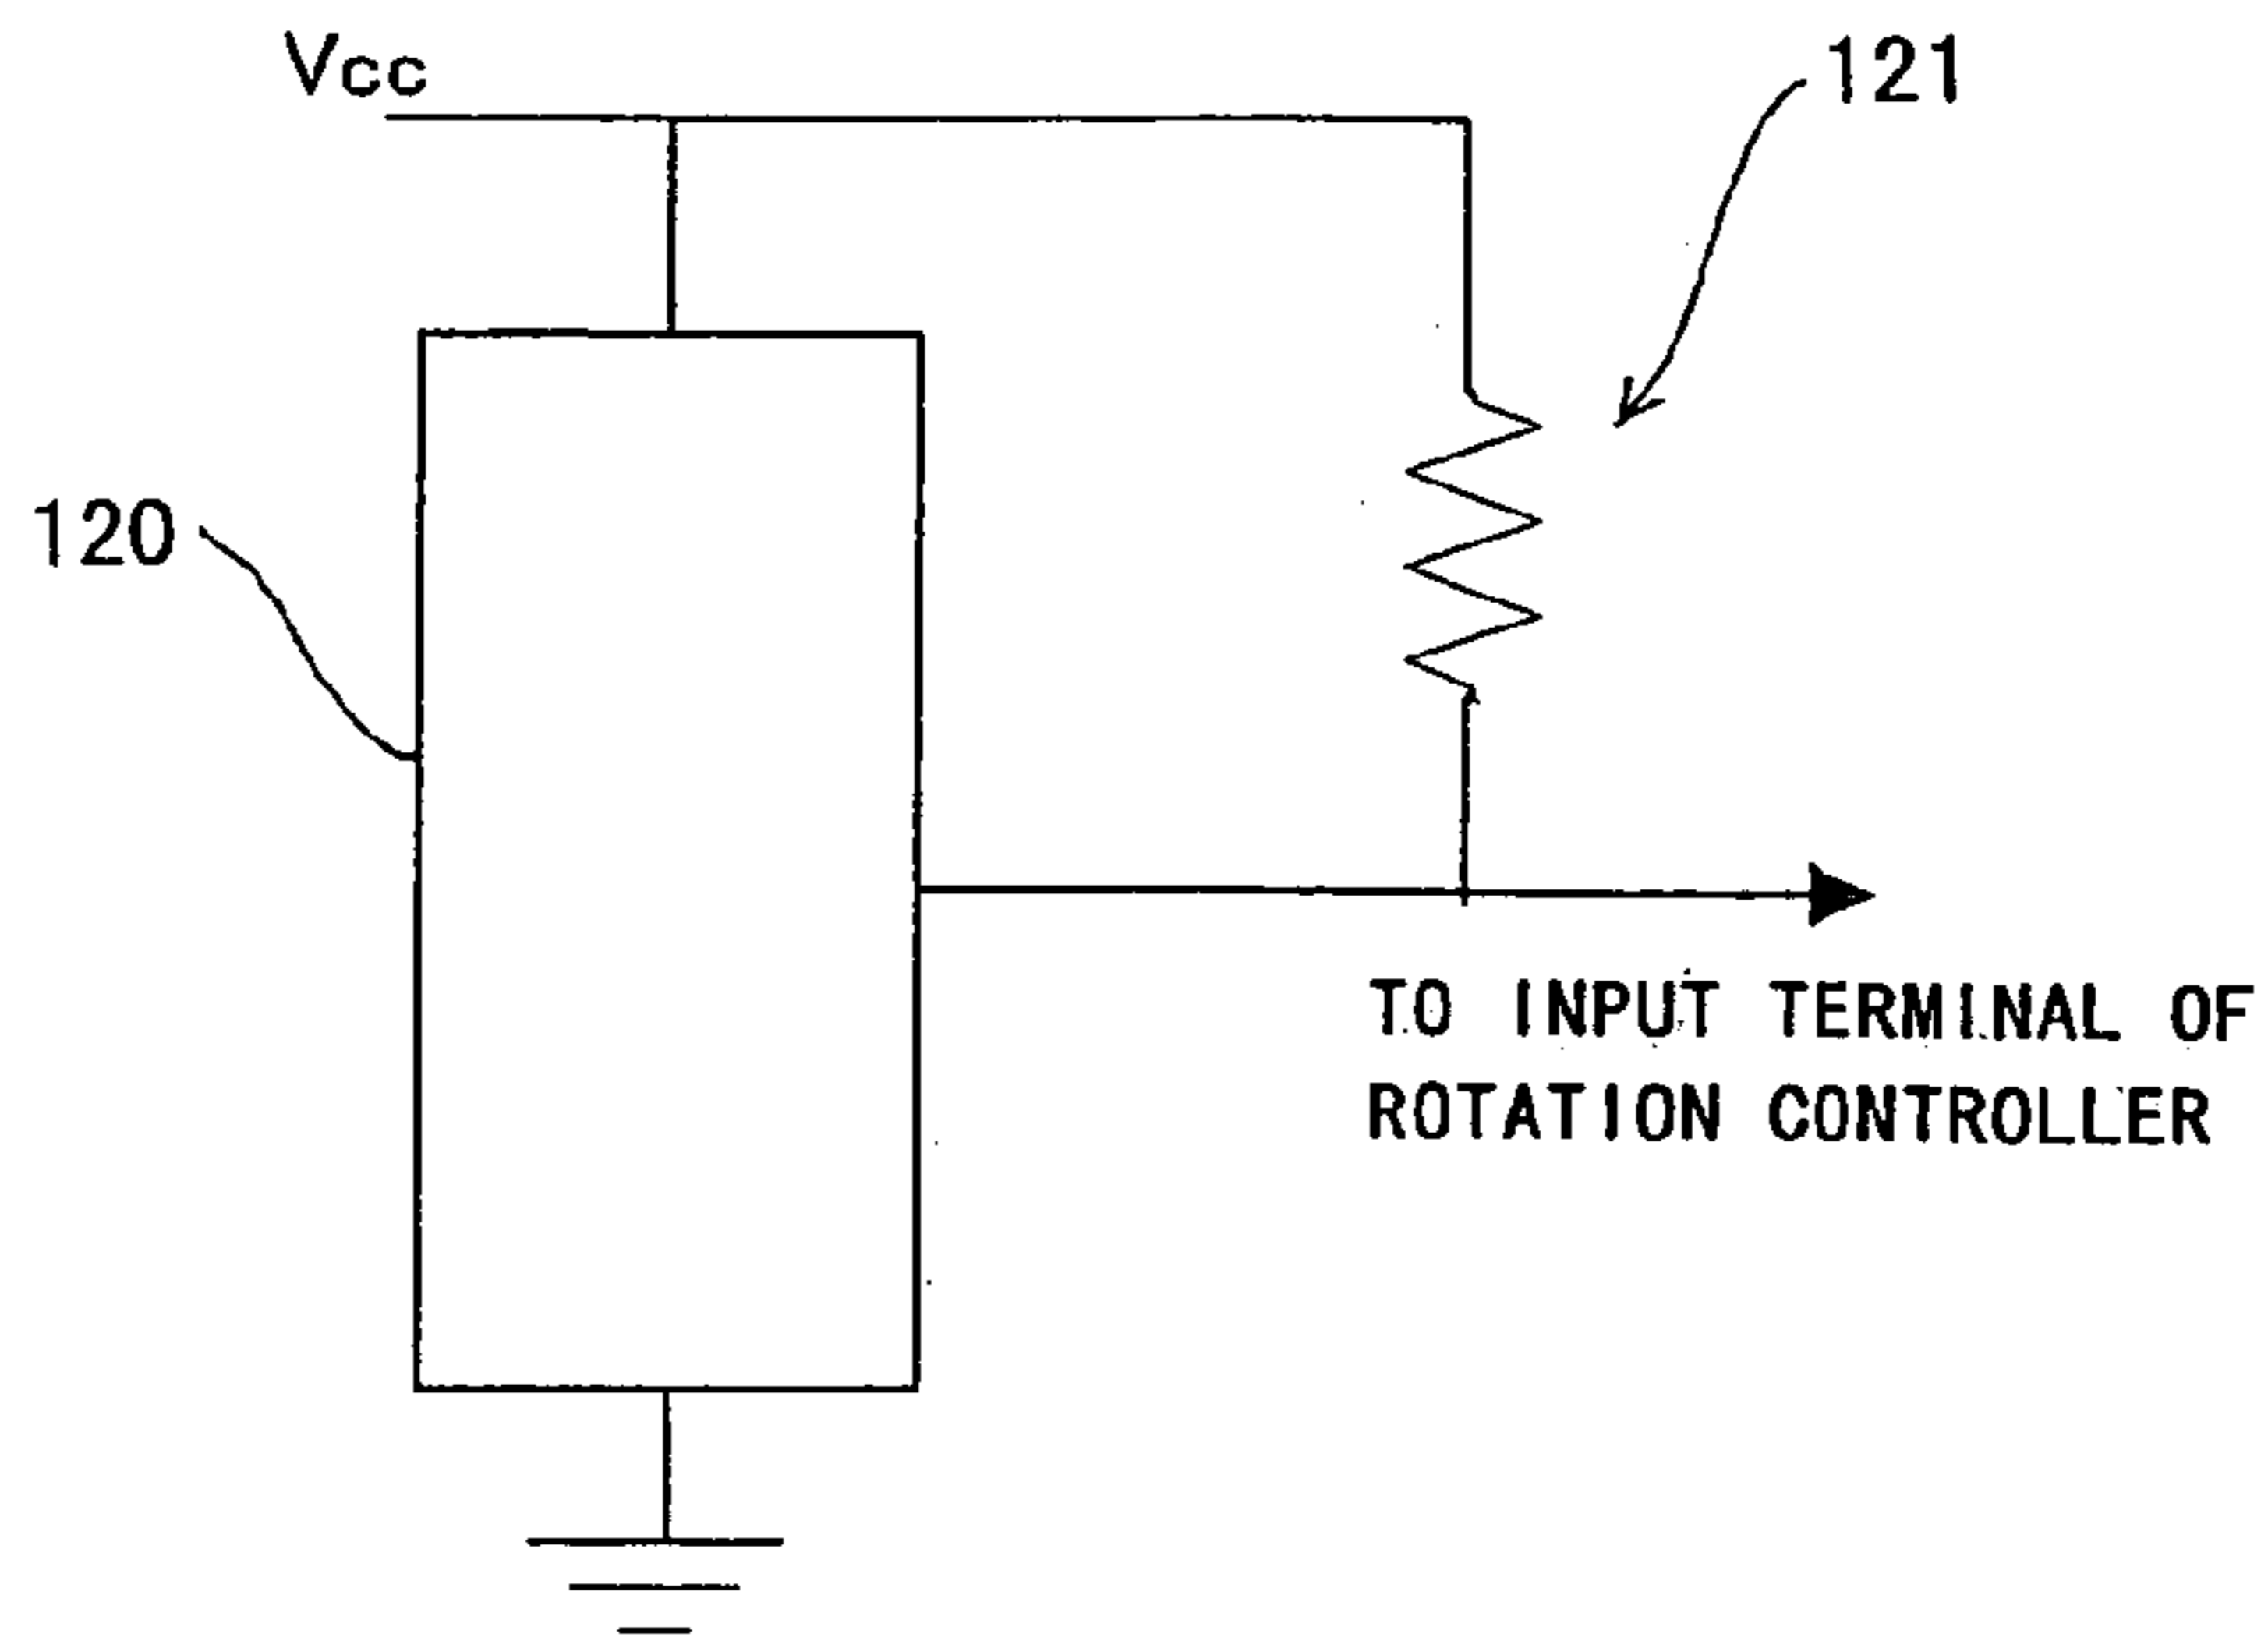 Vcc
121
120
TO INPUT TERMINAL OF
ROTATION CONTROLLER